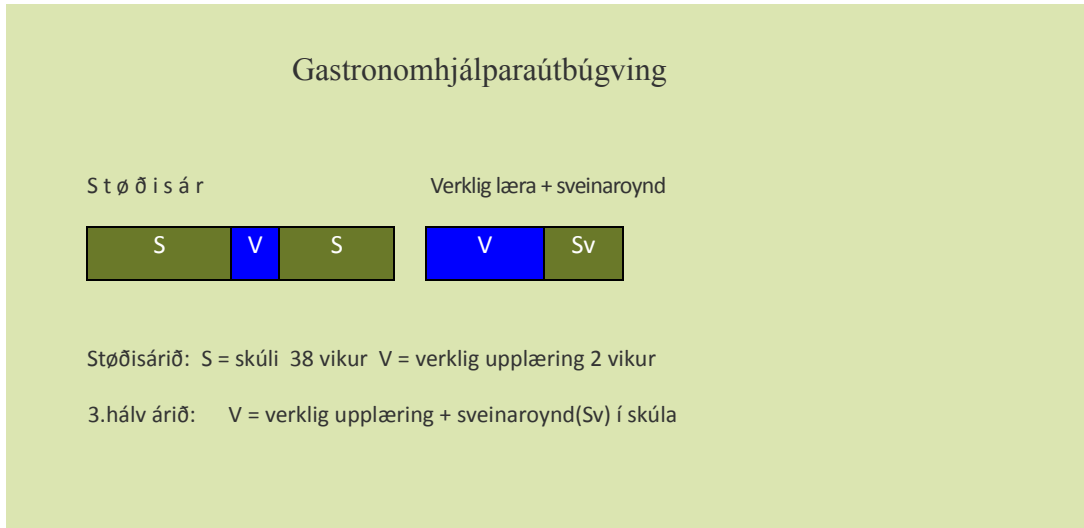 Gastronomhjálparaútbúgving
S t ø ð i s á r Verklig læra + sveinaroynd
S V S V Sv
Støðisárið: S = skúli 38 vikur V = verklig upplæring 2 vikur
3.hálv árið: V = verklig upplæring + sveinaroynd(Sv) í skúla